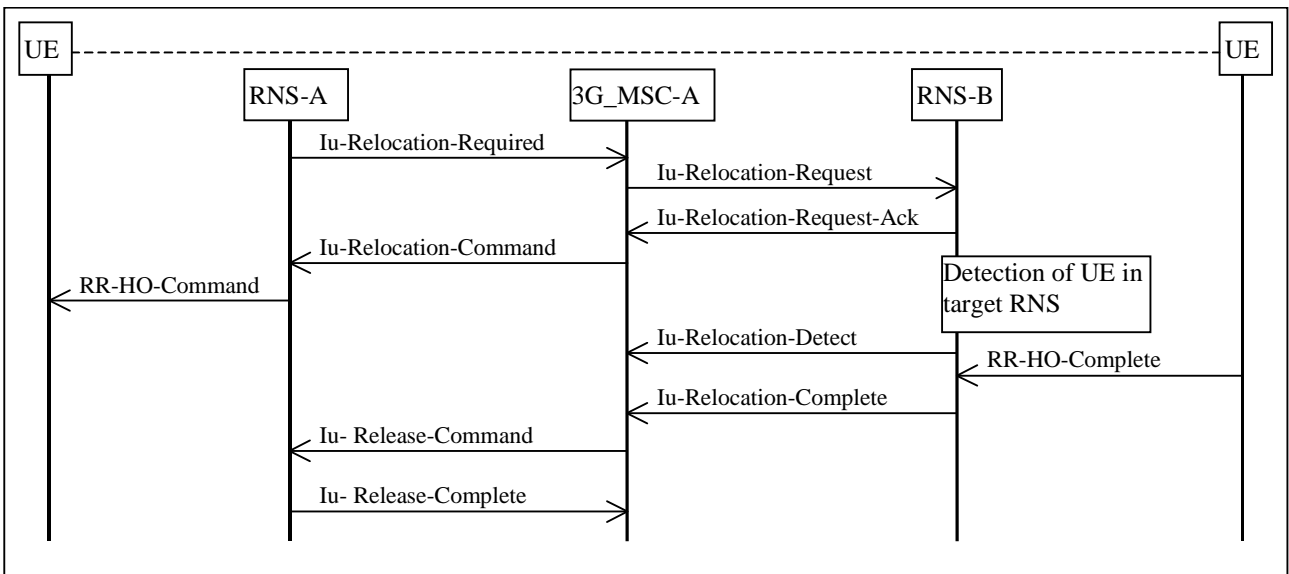 UE
UE
RNS-A
3G_MSC-A
RNS-B
Iu-Relocation-Required
Iu-Relocation-Request
Iu-Relocation-Request-Ack
Iu-Relocation-Command
Detection of UE in
target RNS
RR-HO-Command
Iu-Relocation-Detect
RR-HO-Complete
Iu-Relocation-Complete
Iu- Release-Command
Iu- Release-Complete